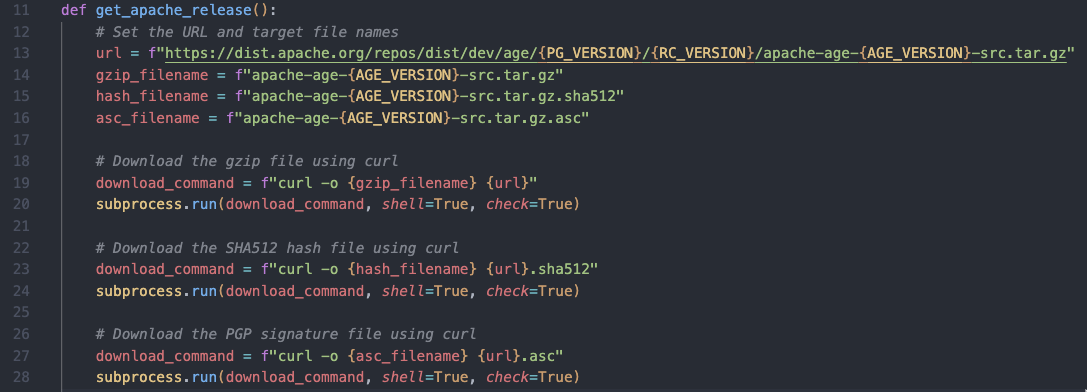 11 def get_apache_release():
12 # Set the URL and target file names
13 url = f"https://dist.apache.org/repos/dist/dev/age/{PG_VERSION}/{RC_VERSION}/apache-age-{AGE_VERSION}-src.tar.gz"
14 gzip_filename = f"apache-age-{AGE_VERSION}-src.tar.gz"
15 hash_filename = f"apache-age-{AGE_VERSION}-src.tar.gz.sha512"
16 asc_filename = f"apache-age-{AGE_VERSION}-src.tar.gz.asc"
17
18 # Download the gzip file using curl
19 download_command = f"curl -o {gzip_filename} {url}"
20 subprocess.run(download_command, shell=True, check=True)
21
22 # Download the SHA512 hash file using curl
23 download_command = f"curl -o {hash_filename} {url}.sha512"
24 subprocess.run(download_command, shell=True, check=True)
25
26 # Download the PGP signature file using curl
27 download_command = f"curl -o {asc_filename} {url}.asc"
28 subprocess.run(download_command, shell=True, check=True)